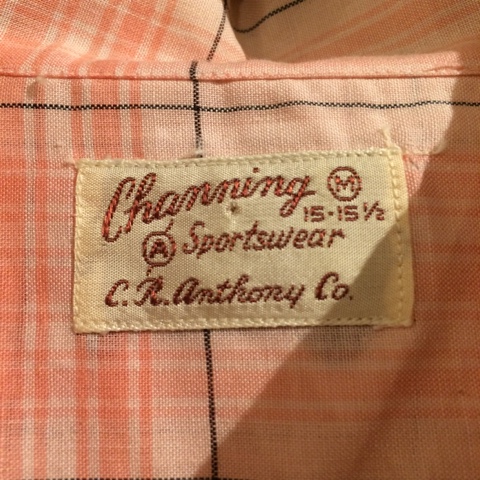 Channing M
15-15½
A Sportswear
C.R. Anthony Co.